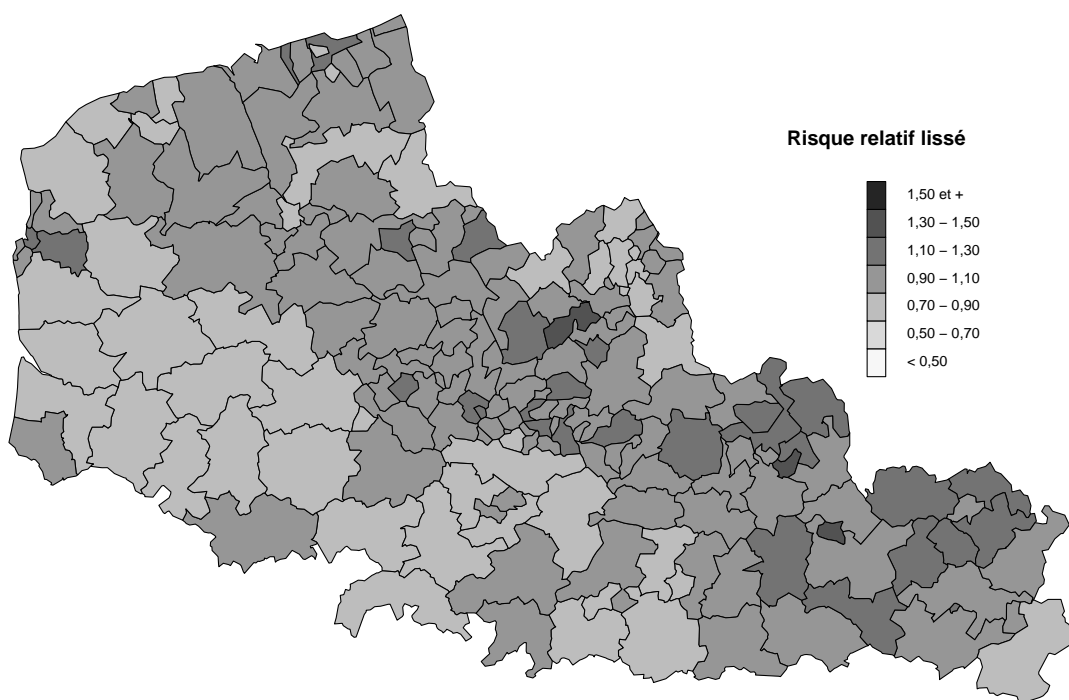 Risque relatif lissé
1,50 et +
1,30 – 1,50
1,10 – 1,30
0,90 – 1,10
0,70 – 0,90
0,50 – 0,70
< 0,50